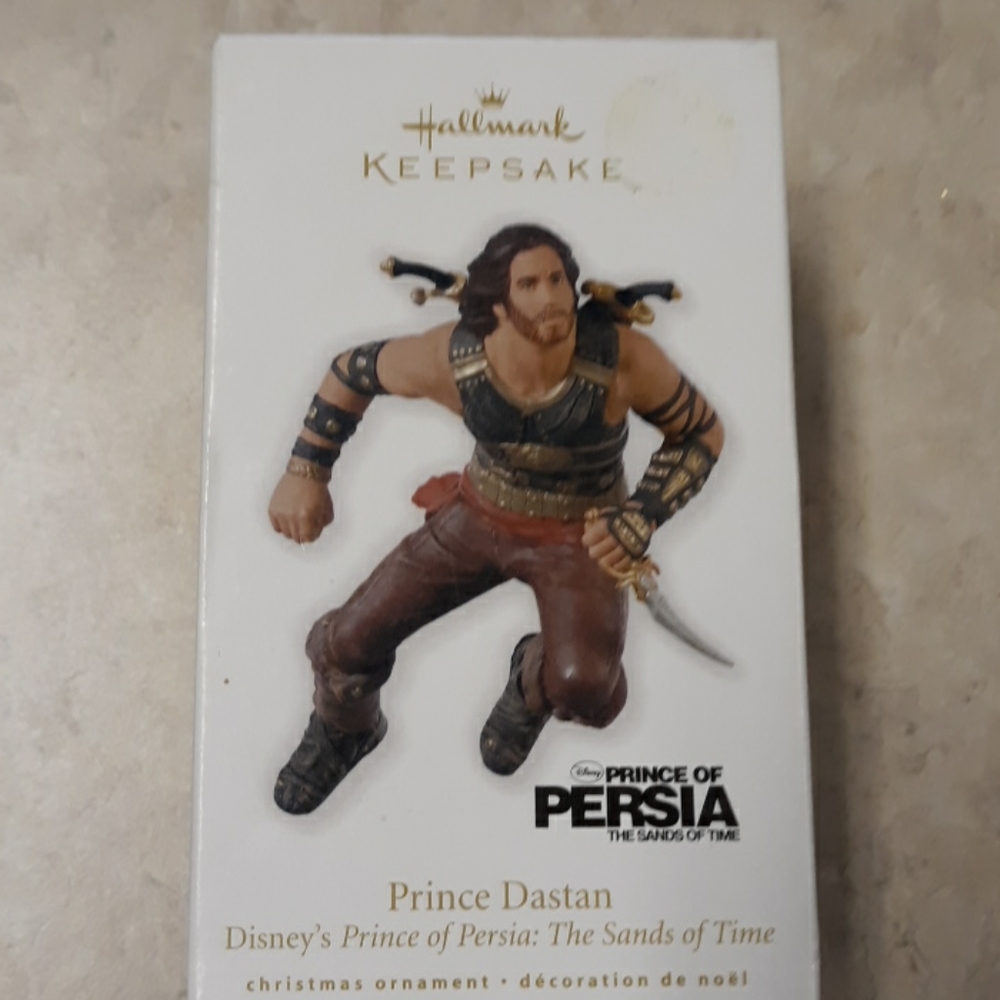 Hallmark
KEEPSAKE
Disney PRINCE OF
PERSIA
THE SANDS OF TIME
Prince Dastan
Disney's Prince of Persia: The Sands of Time
christmas ornament • décoration de noël